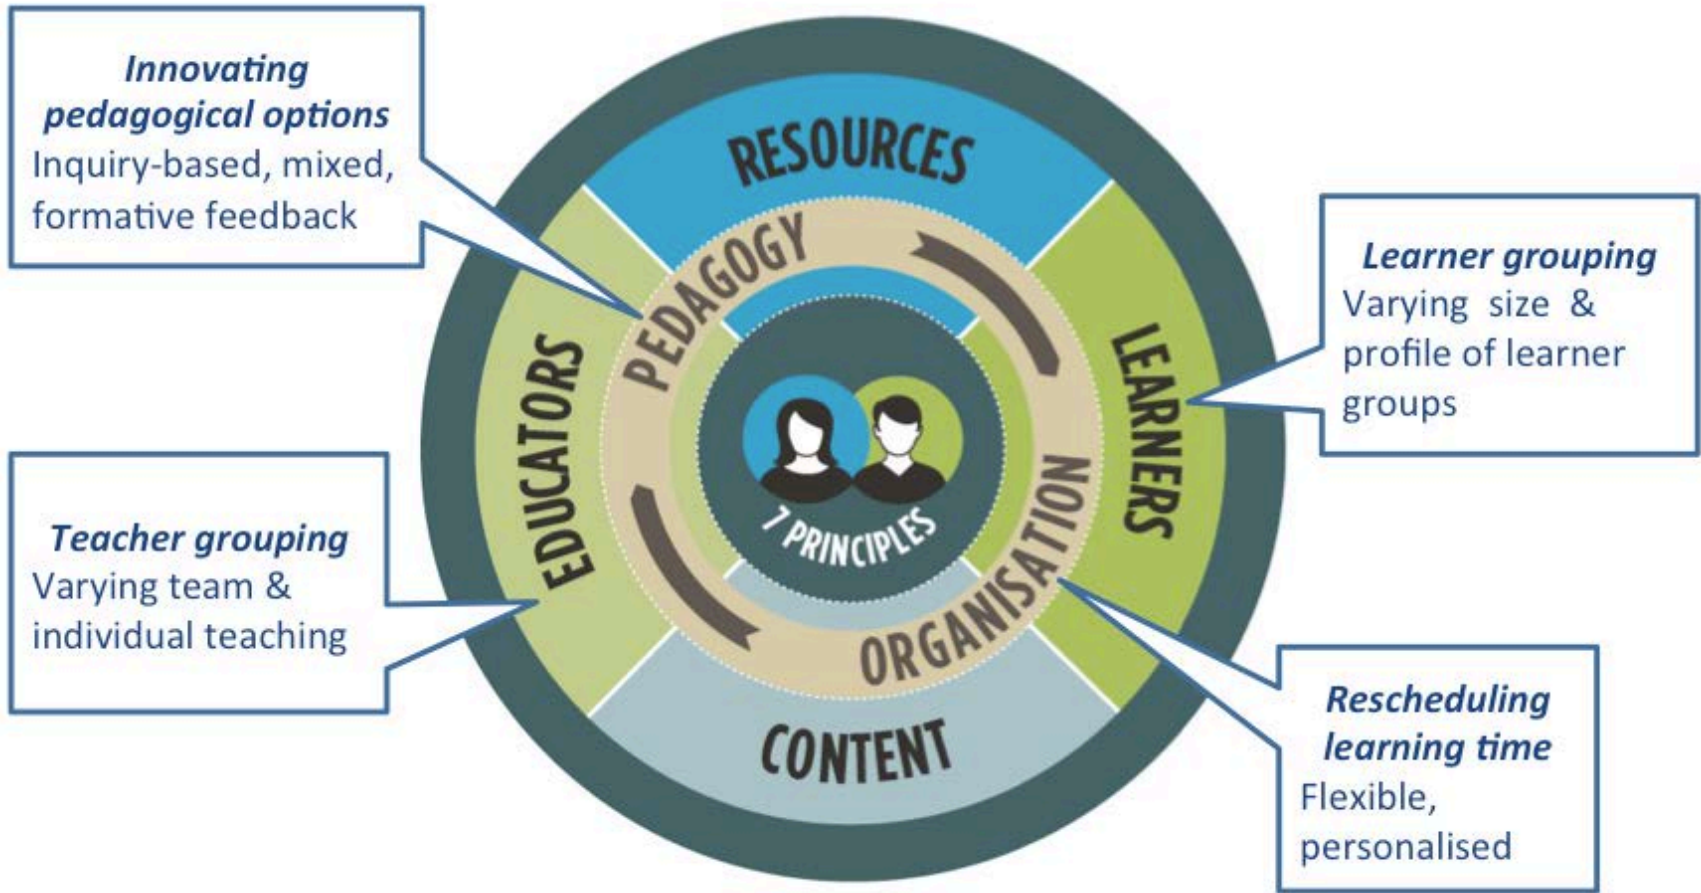 Innovating
pedagogical options
Inquiry-based, mixed,
formative feedback
RESOURCES
PEDAGOGY
Learner grouping
Varying size &
profile of learner
groups
LEARNERS
EDUCATORS
7 PRINCIPLES
ORGANISATION
Teacher grouping
Varying team &
individual teaching
CONTENT
Rescheduling
learning time
Flexible,
personalised